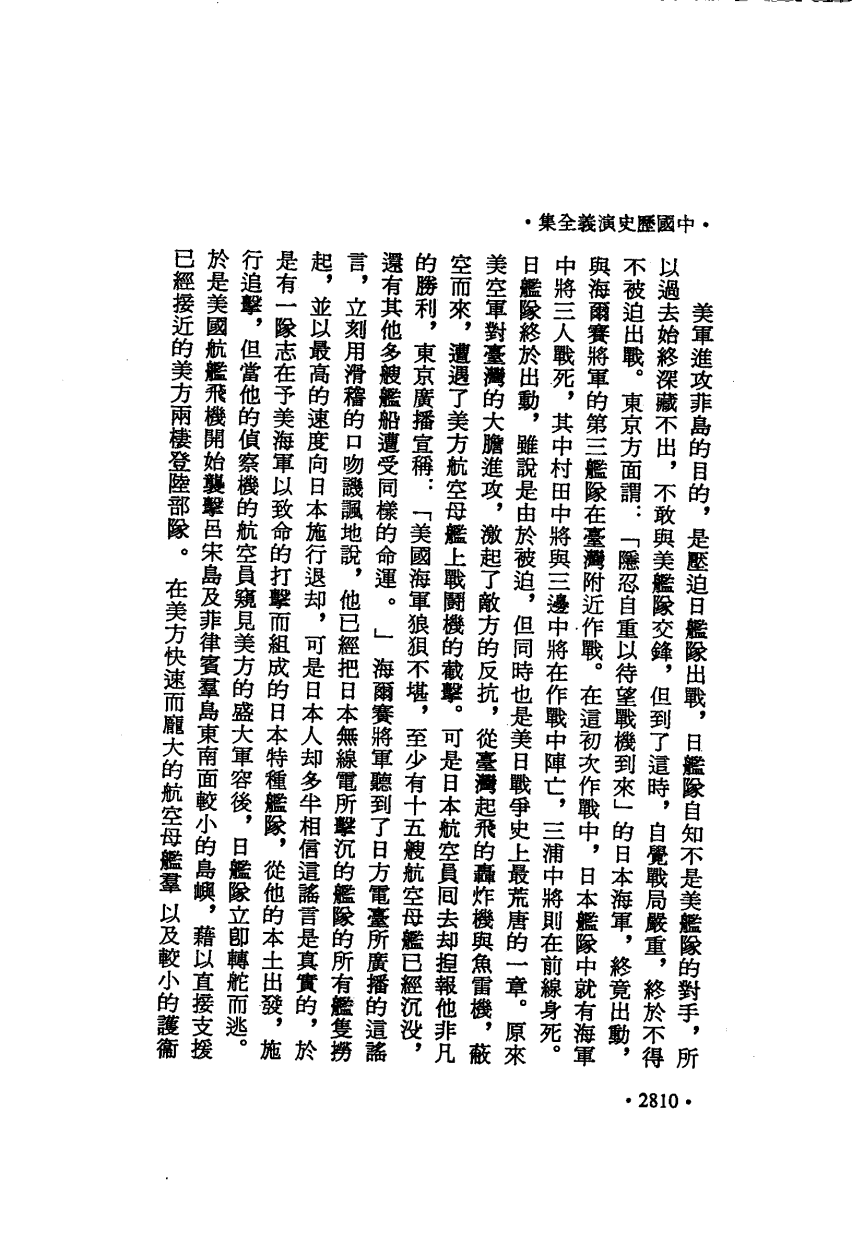 ·中國歷史演義全集·
美軍進攻菲島的目的，是壓迫日艦隊出戰，日艦隊自知不是美艦隊的對手，所
以過去始終深藏不出，不敢與美艦隊交鋒，但到了這時，自覺戰局嚴重，終於不得
不被迫出戰。東京方面謂：「隱忍自重以待望戰機到來」的日本海軍，終竟出動，
與海爾賽將軍的第三艦隊在臺灣附近作戰。在這初次作戰中，日本艦隊中就有海軍
中將三人戰死，其中村田中將與三邊中將在作戰中陣亡，三浦中將則在前線身死。
日艦隊終於出動，雖說是由於被迫，但同時也是美日戰爭史上最荒唐的一章。原來
美空軍對臺灣的大膽進攻，激起了敵方的反抗，從臺灣起飛的轟炸機與魚雷機，蔽
空而來，遭遇了美方航空母艦上戰鬪機的截擊。可是日本航空員囘去却揑報他非凡
的勝利，東京廣播宣稱：「美國海軍狼狽不堪，至少有十五艘航空母艦已經沉沒，
還有其他多艘艦船遭受同樣的命運。」海爾賽將軍聽到了日方電臺所廣播的這謠
言，立刻用滑稽的口吻譏諷地說，他已經把日本無線電所擊沉的艦隊的所有艦隻撈
起，並以最高的速度向日本施行退却，可是日本人却多半相信這謠言是真實的，於
是有一隊志在予美海軍以致命的打擊而組成的日本特種艦隊，從他的本土出發，施
行追擊，但當他的偵察機的航空員窺見美方的盛大軍容後，日艦隊立卽轉舵而逃。
於是美國航艦飛機開始襲擊呂宋島及菲律賓羣島東南面較小的島嶼，藉以直接支援
已經接近的美方兩棲登陸部隊。在美方快速而龐大的航空母艦羣以及較小的護衞
·2810·